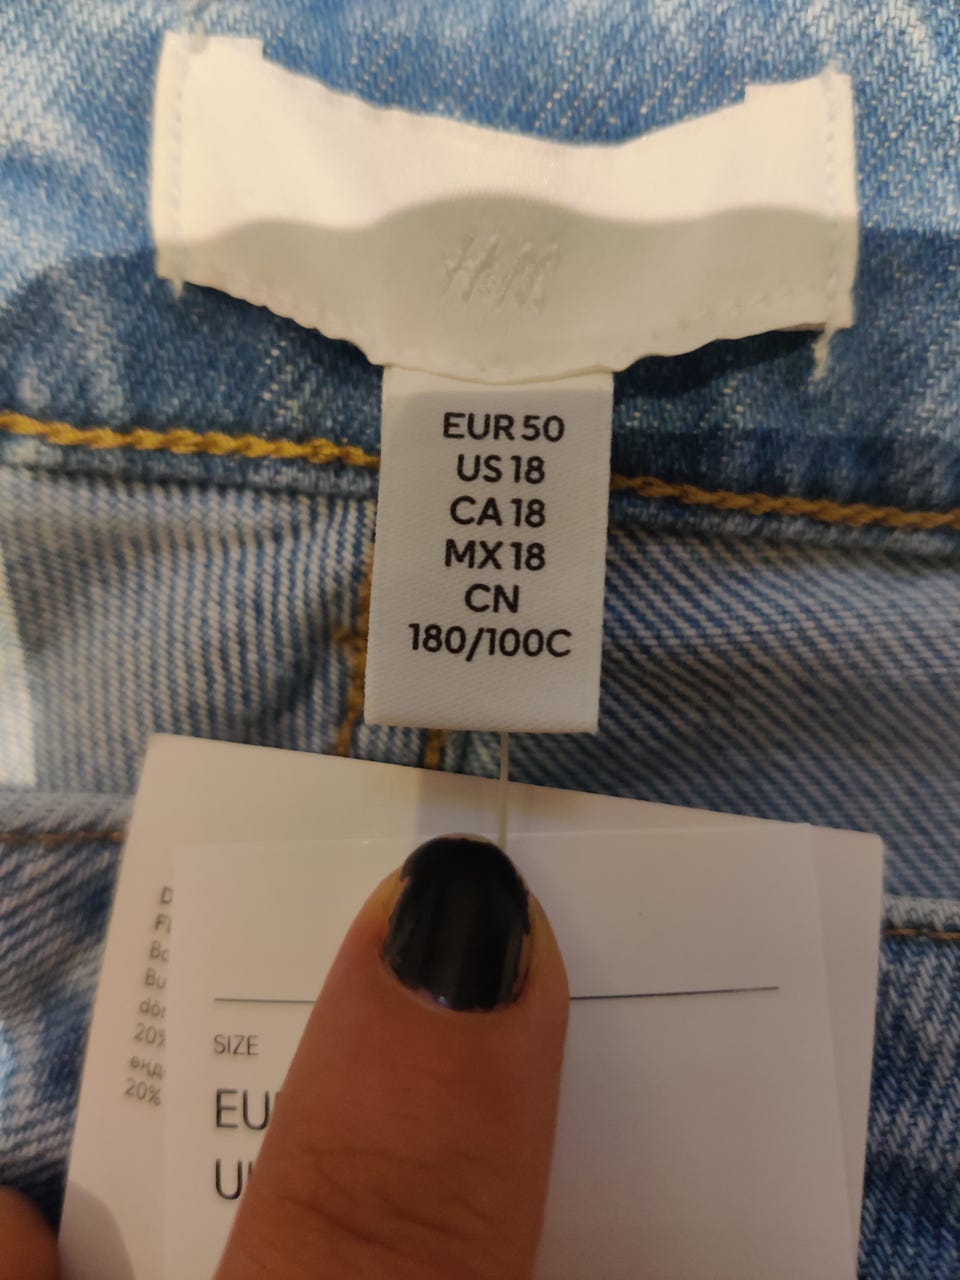 H&M
EUR 50
US 18
CA 18
MX 18
CN
180/100C
SIZE
20%
20%